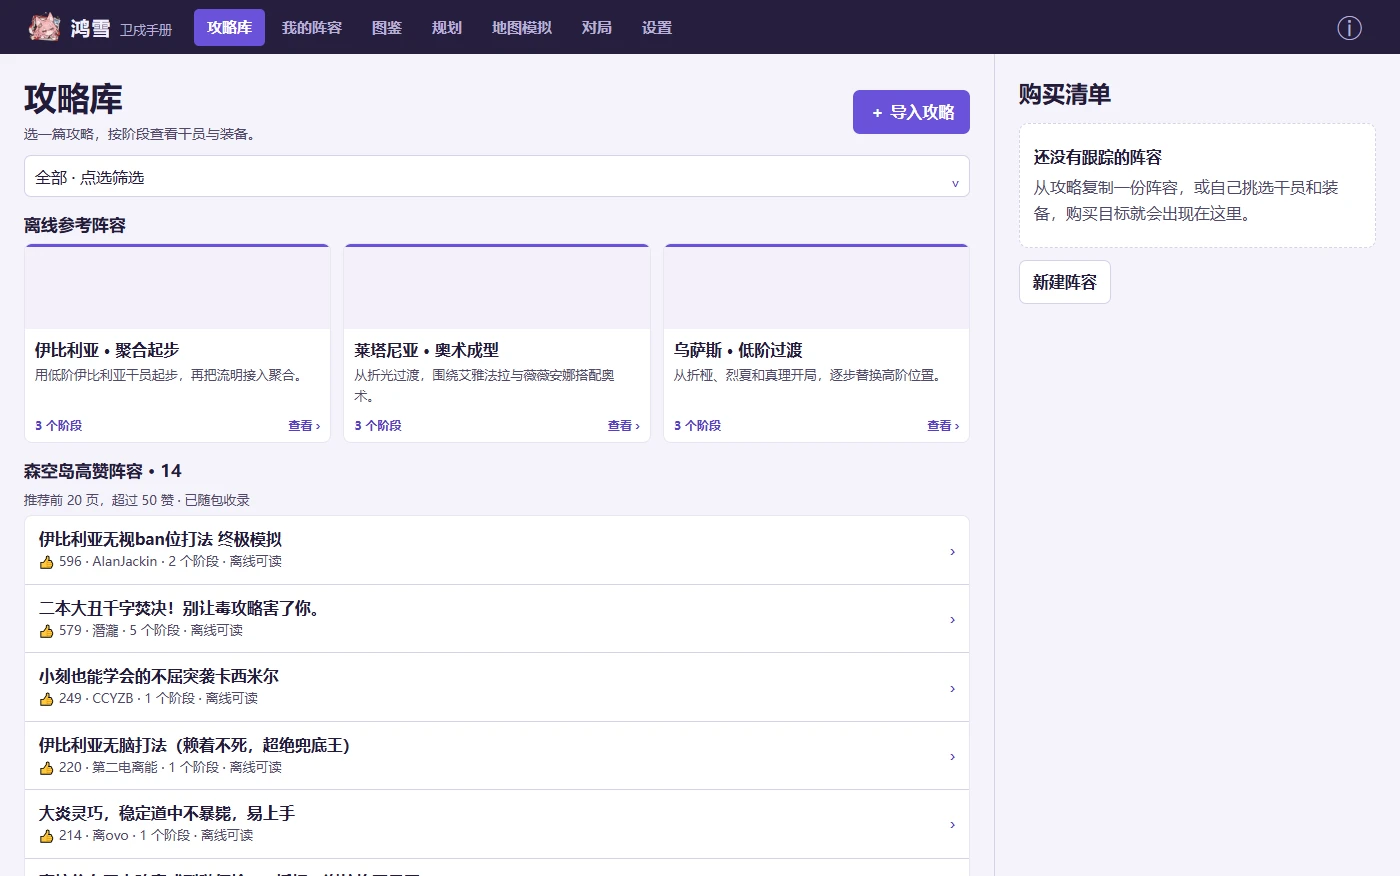 鸿雪 卫戍手册 攻略库 我的阵容 图鉴 规划 地图模拟 对局 设置
攻略库
选一篇攻略，按阶段查看干员与装备。
+ 导入攻略
全部 · 点选筛选
离线参考阵容
伊比利亚 • 聚合起步
用低阶伊比利亚干员起步，再把流明接入聚合。
3 个阶段 查看 ›
莱塔尼亚 • 奥术成型
从折光过渡，围绕艾雅法拉与薇薇安娜搭配奥
术。
3 个阶段 查看 ›
乌萨斯 • 低阶过渡
从折桠、烈夏和真理开局，逐步替换高阶位置。
3 个阶段 查看 ›
森空岛高赞阵容 • 14
推荐前 20 页，超过 50 赞 · 已随包收录
伊比利亚无视ban位打法 终极模拟
👍 596 · AlanJackin · 2 个阶段 · 离线可读
二本大丑千字焚决！别让毒攻略害了你。
👍 579 · 潛瀧 · 5 个阶段 · 离线可读
小刻也能学会的不屈突袭卡西米尔
👍 249 · CCYZB · 1 个阶段 · 离线可读
伊比利亚无脑打法（赖着不死，超绝兜底王）
👍 220 · 第二电离能 · 1 个阶段 · 离线可读
大炎灵巧，稳定道中不暴毙，易上手
👍 214 · 离ovo · 1 个阶段 · 离线可读
购买清单
还没有跟踪的阵容
从攻略复制一份阵容，或自己挑选干员和装
备，购买目标就会出现在这里。
新建阵容